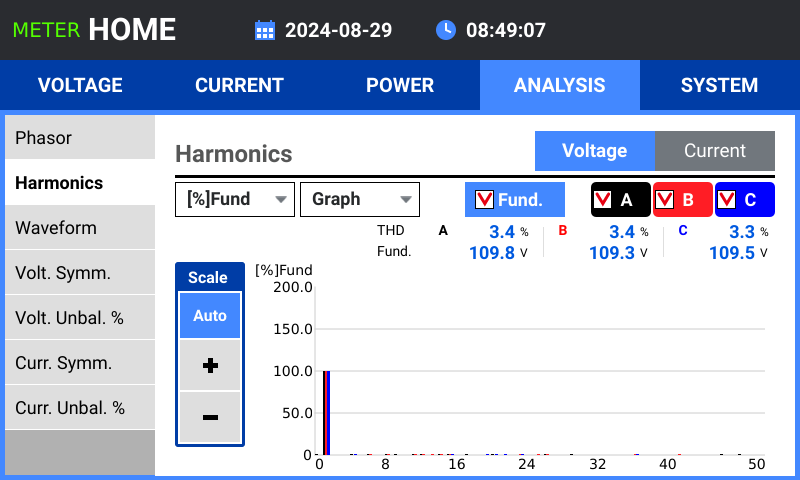 METER HOME 2024-08-29 08:49:07
VOLTAGE CURRENT POWER ANALYSIS SYSTEM
Phasor
Harmonics
Waveform
Volt. Symm.
Volt. Unbal. %
Curr. Symm.
Curr. Unbal. %
Harmonics Voltage Current
[%]Fund Graph Fund. A B C
THD A 3.4 % B 3.4 % C 3.3 %
Fund. 109.8 V 109.3 V 109.5 V
Scale
Auto
+
−
[%]Fund
200.0
150.0
100.0
50.0
0
0 8 16 24 32 40 50